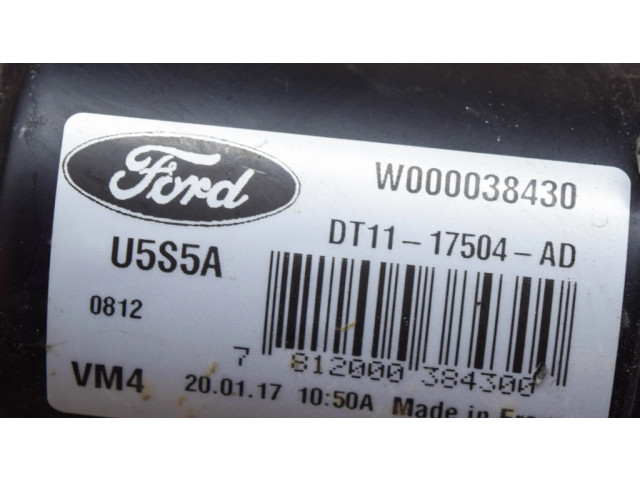 Ford
W000038430
U5S5A
DT11-17504-AD
0812
7 812000 384300
VM4 20.01.17 10:50A Made in